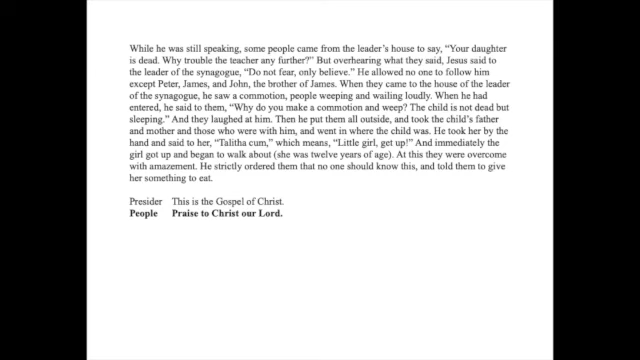 While he was still speaking, some people came from the leader's house to say, “Your daughter
is dead. Why trouble the teacher any further?” But overhearing what they said, Jesus said to
the leader of the synagogue, “Do not fear, only believe.” He allowed no one to follow him
except Peter, James, and John, the brother of James. When they came to the house of the leader
of the synagogue, he saw a commotion, people weeping and wailing loudly. When he had
entered, he said to them, “Why do you make a commotion and weep? The child is not dead but
sleeping.” And they laughed at him. Then he put them all outside, and took the child's father
and mother and those who were with him, and went in where the child was. He took her by the
hand and said to her, “Talitha cum,” which means, “Little girl, get up!” And immediately the
girl got up and began to walk about (she was twelve years of age). At this they were overcome
with amazement. He strictly ordered them that no one should know this, and told them to give
her something to eat.
Presider This is the Gospel of Christ.
People Praise to Christ our Lord.